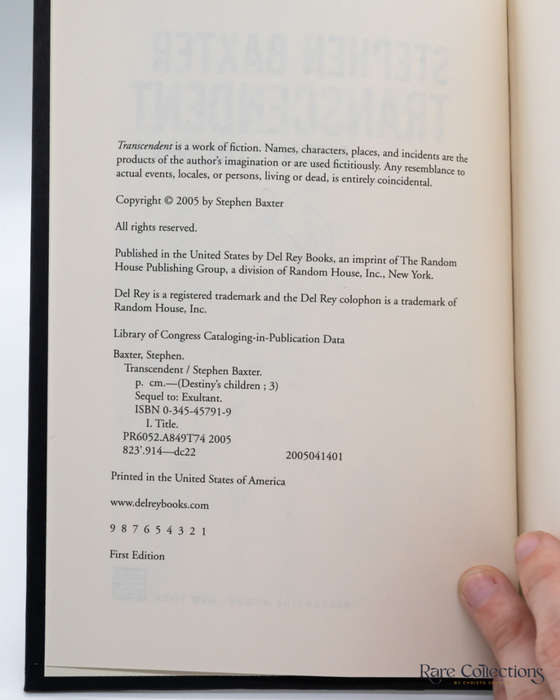 STEPHEN BAXTER
TRANSCENDENT
Transcendent is a work of fiction. Names, characters, places, and incidents are the
products of the author's imagination or are used fictitiously. Any resemblance to
actual events, locales, or persons, living or dead, is entirely coincidental.
Copyright © 2005 by Stephen Baxter
All rights reserved.
Published in the United States by Del Rey Books, an imprint of The Random
House Publishing Group, a division of Random House, Inc., New York.
Del Rey is a registered trademark and the Del Rey colophon is a trademark of
Random House, Inc.
Library of Congress Cataloging-in-Publication Data
Baxter, Stephen.
Transcendent / Stephen Baxter.
p. cm.—(Destiny's children ; 3)
Sequel to: Exultant.
ISBN 0-345-45791-9
I. Title.
PR6052.A849T74 2005
823'.914—dc22 2005041401
Printed in the United States of America
www.delreybooks.com
9 8 7 6 5 4 3 2 1
First Edition
Rare Collections